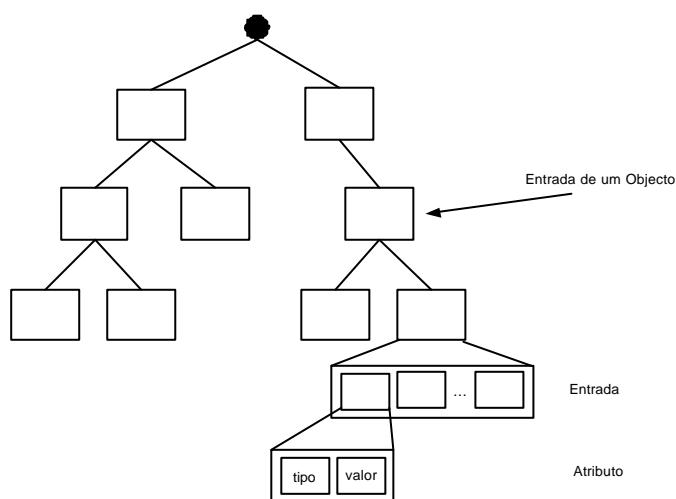 Entrada de um Objecto
...
Entrada
tipo valor
Atributo